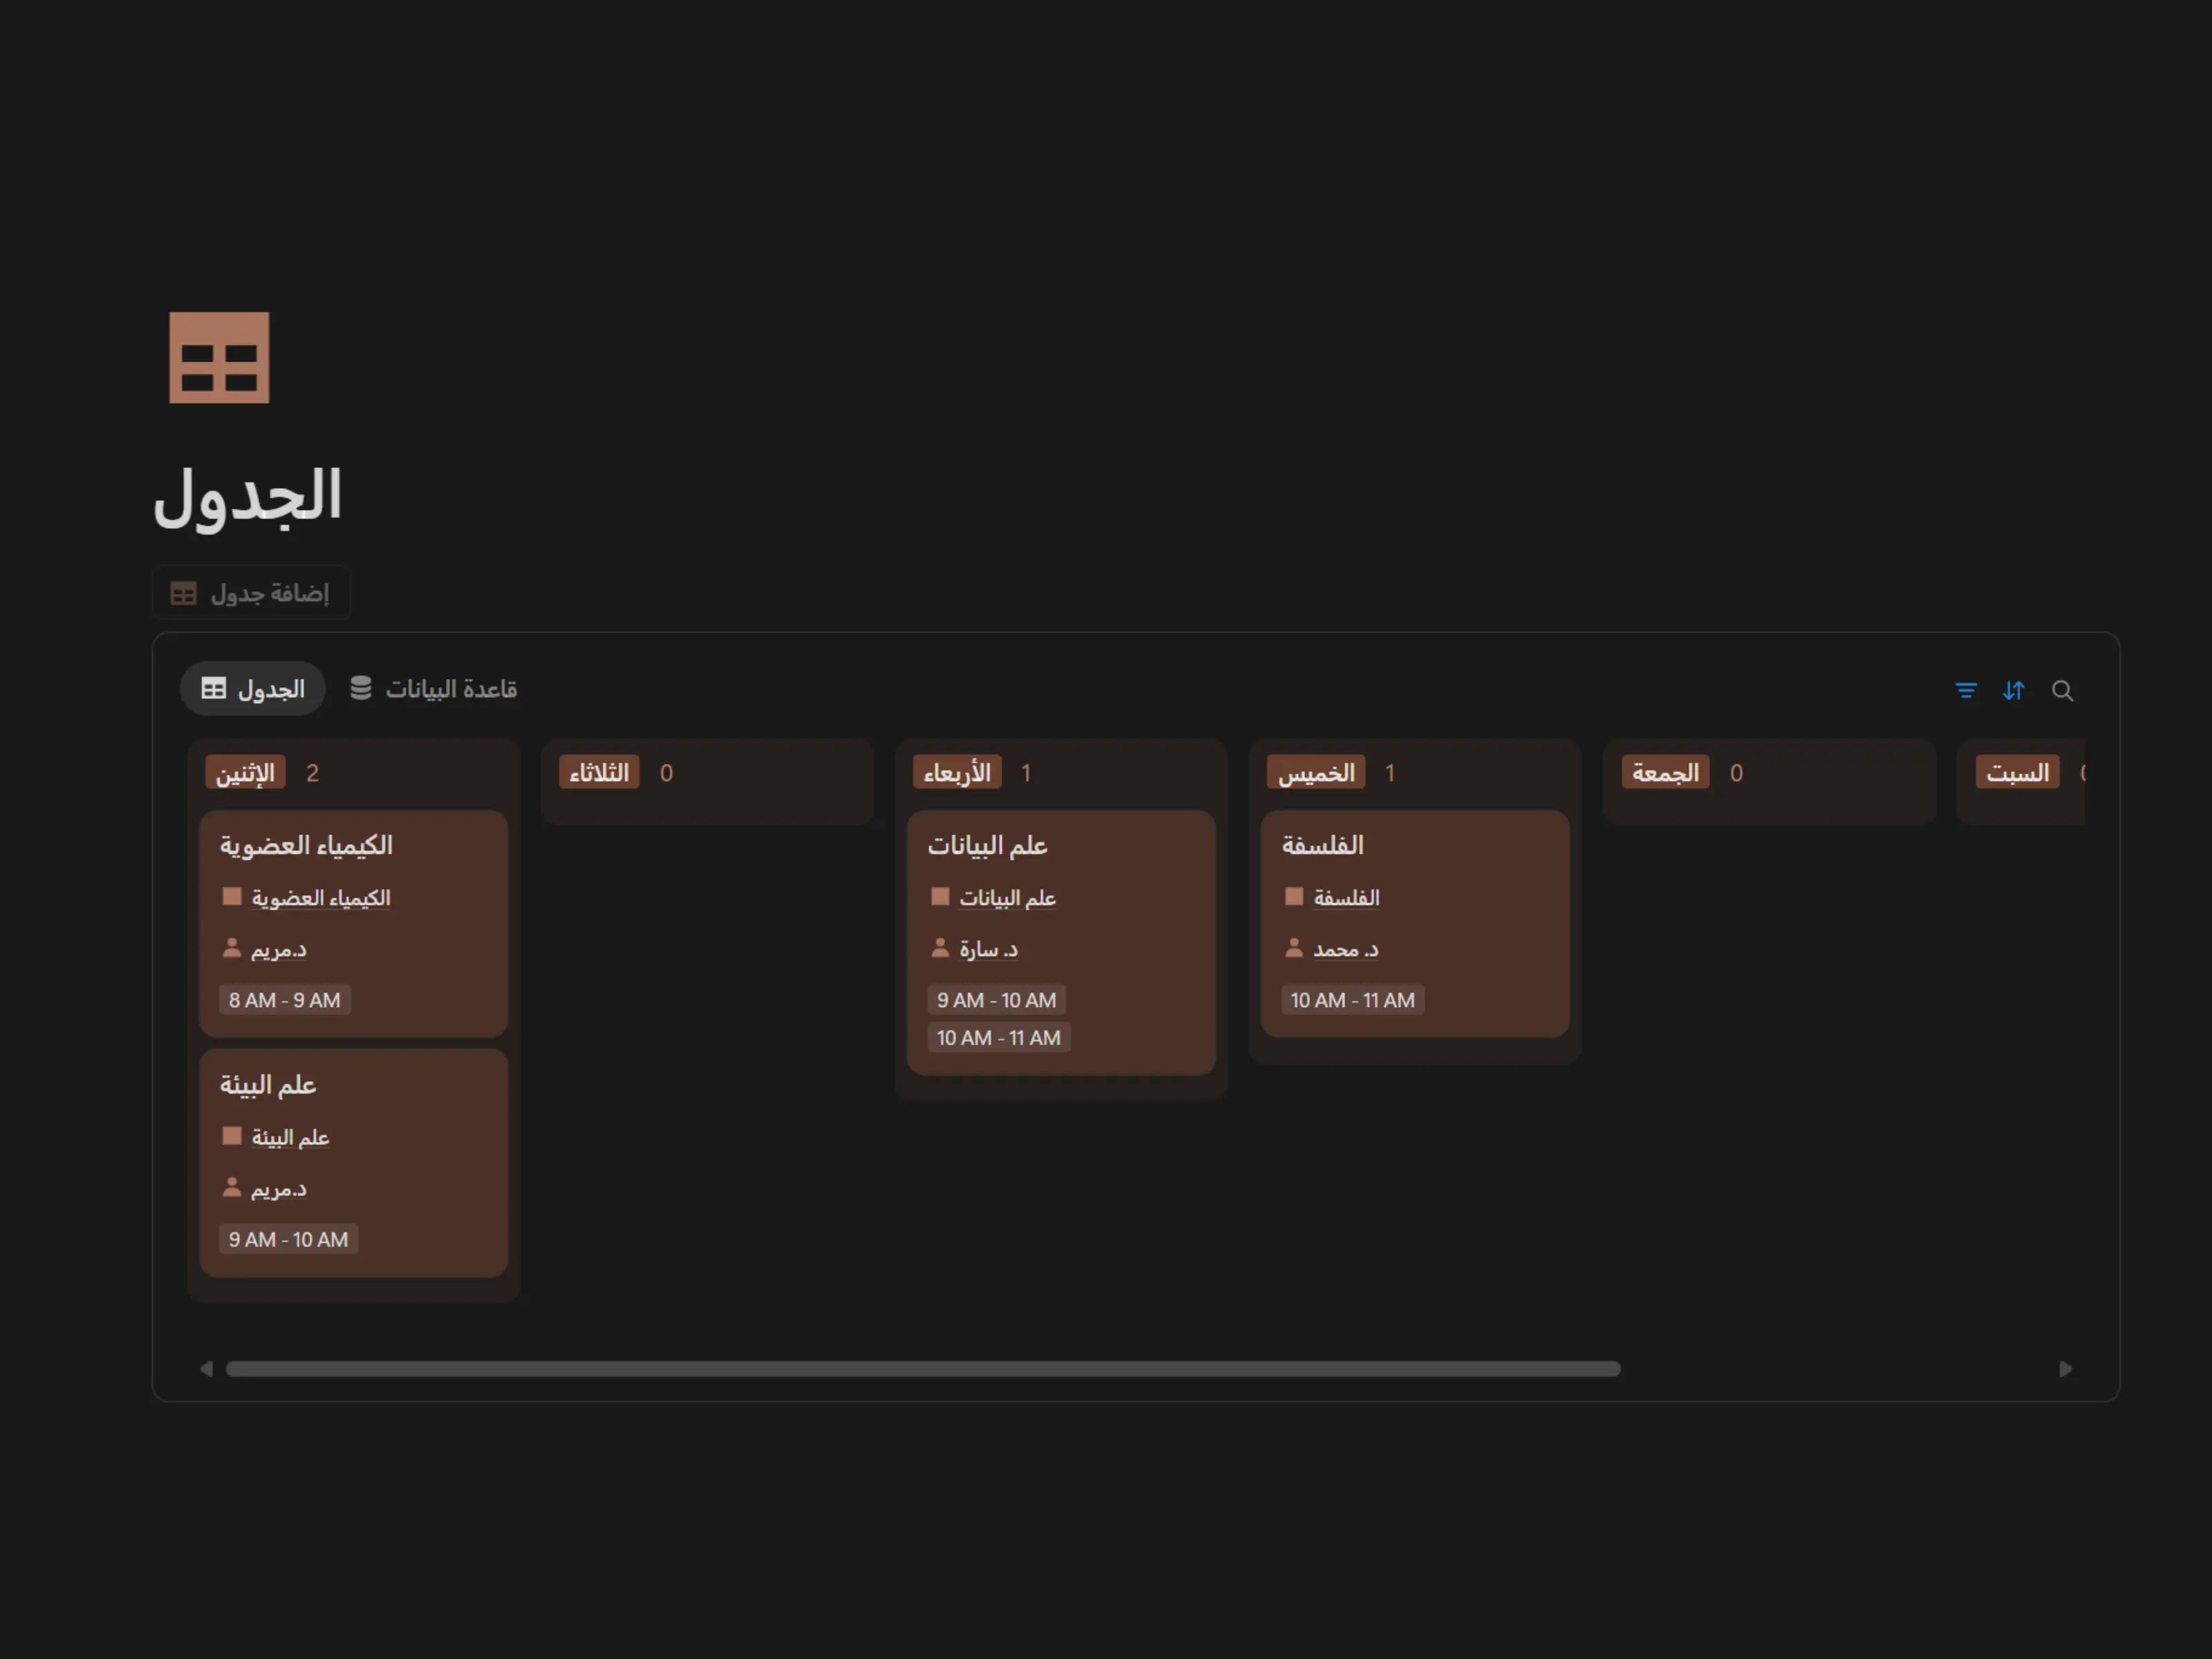 الجدول
إضافة جدول
الجدول
قاعدة البيانات
الإثنين 2
الكيمياء العضوية
الكيمياء العضوية
د.مريم
8 AM - 9 AM
علم البيئة
علم البيئة
د.مريم
9 AM - 10 AM
الثلاثاء 0
الأربعاء 1
علم البيانات
علم البيانات
د. سارة
9 AM - 10 AM
10 AM - 11 AM
الخميس 1
الفلسفة
الفلسفة
د. محمد
10 AM - 11 AM
الجمعة 0
السبت